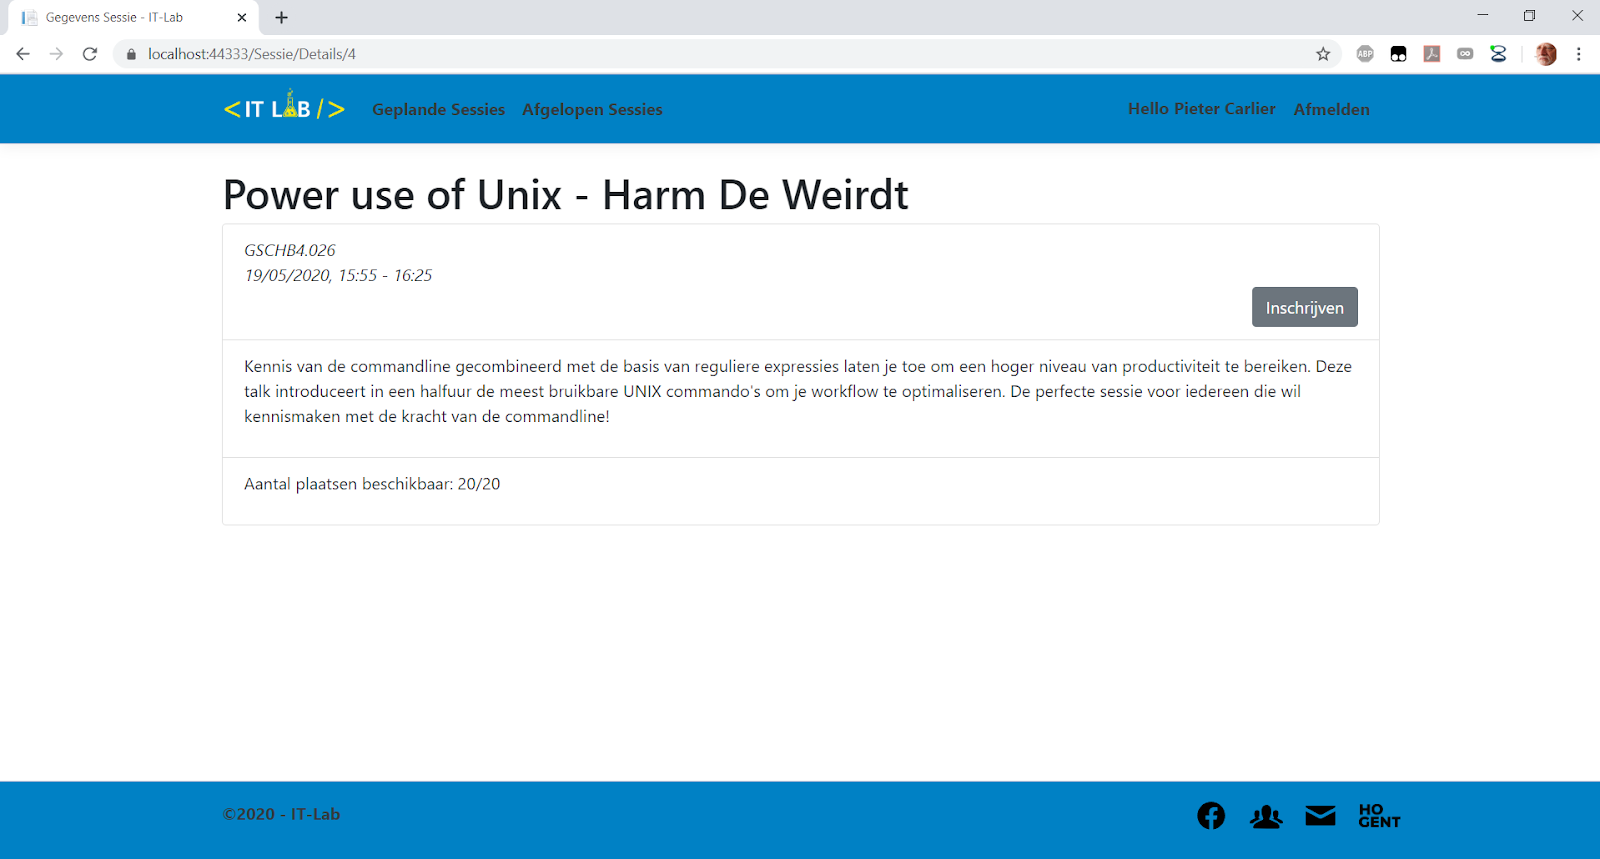 Gegevens Sessie - IT-Lab
localhost:44333/Sessie/Details/4
ABP
<IT LAB/> Geplande Sessies Afgelopen Sessies Hello Pieter Carlier Afmelden
Power use of Unix - Harm De Weirdt
GSCHB4.026
19/05/2020, 15:55 - 16:25
Inschrijven
Kennis van de commandline gecombineerd met de basis van reguliere expressies laten je toe om een hoger niveau van productiviteit te bereiken. Deze
talk introduceert in een halfuur de meest bruikbare UNIX commando's om je workflow te optimaliseren. De perfecte sessie voor iedereen die wil
kennismaken met de kracht van de commandline!
Aantal plaatsen beschikbaar: 20/20
©2020 - IT-Lab
HO
GENT